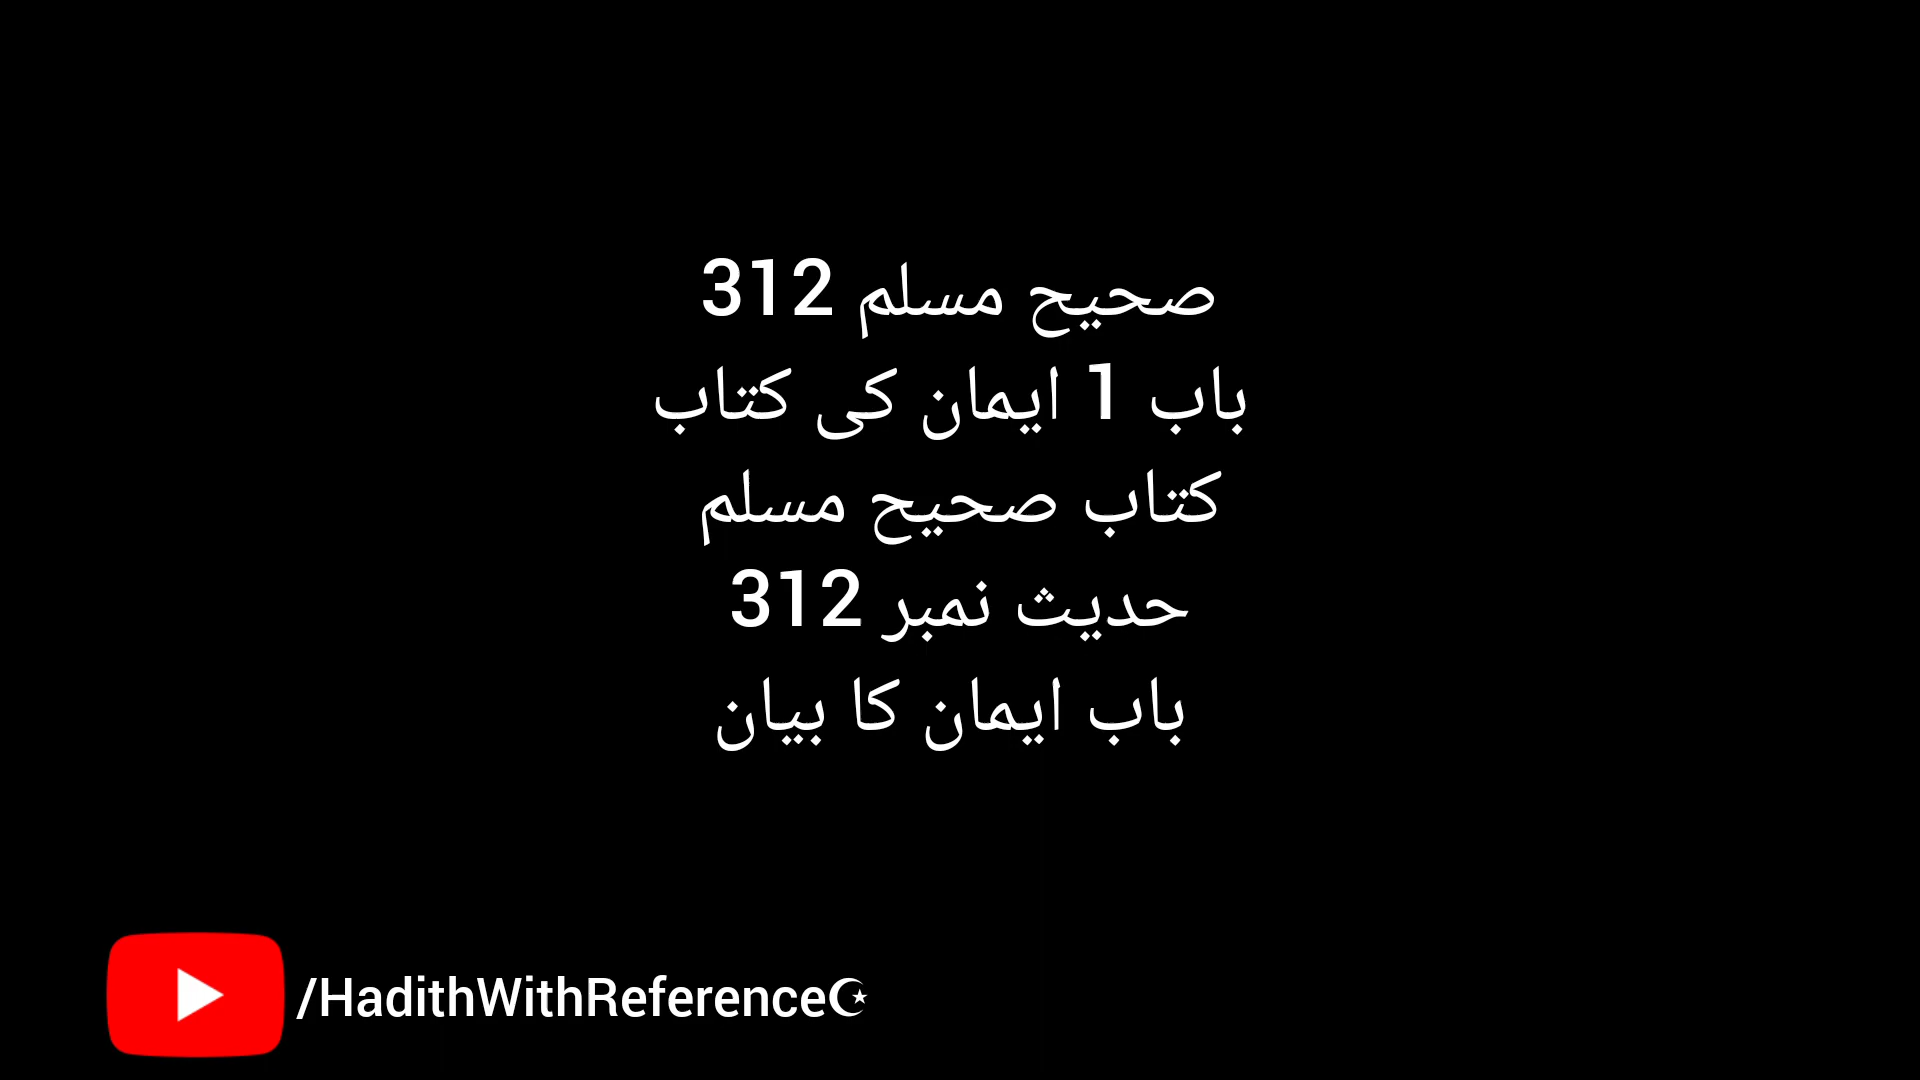 صحیح مسلم 312
باب 1 ایمان کی کتاب
کتاب صحیح مسلم
حدیث نمبر 312
باب ایمان کا بیان
/HadithWithReference☪